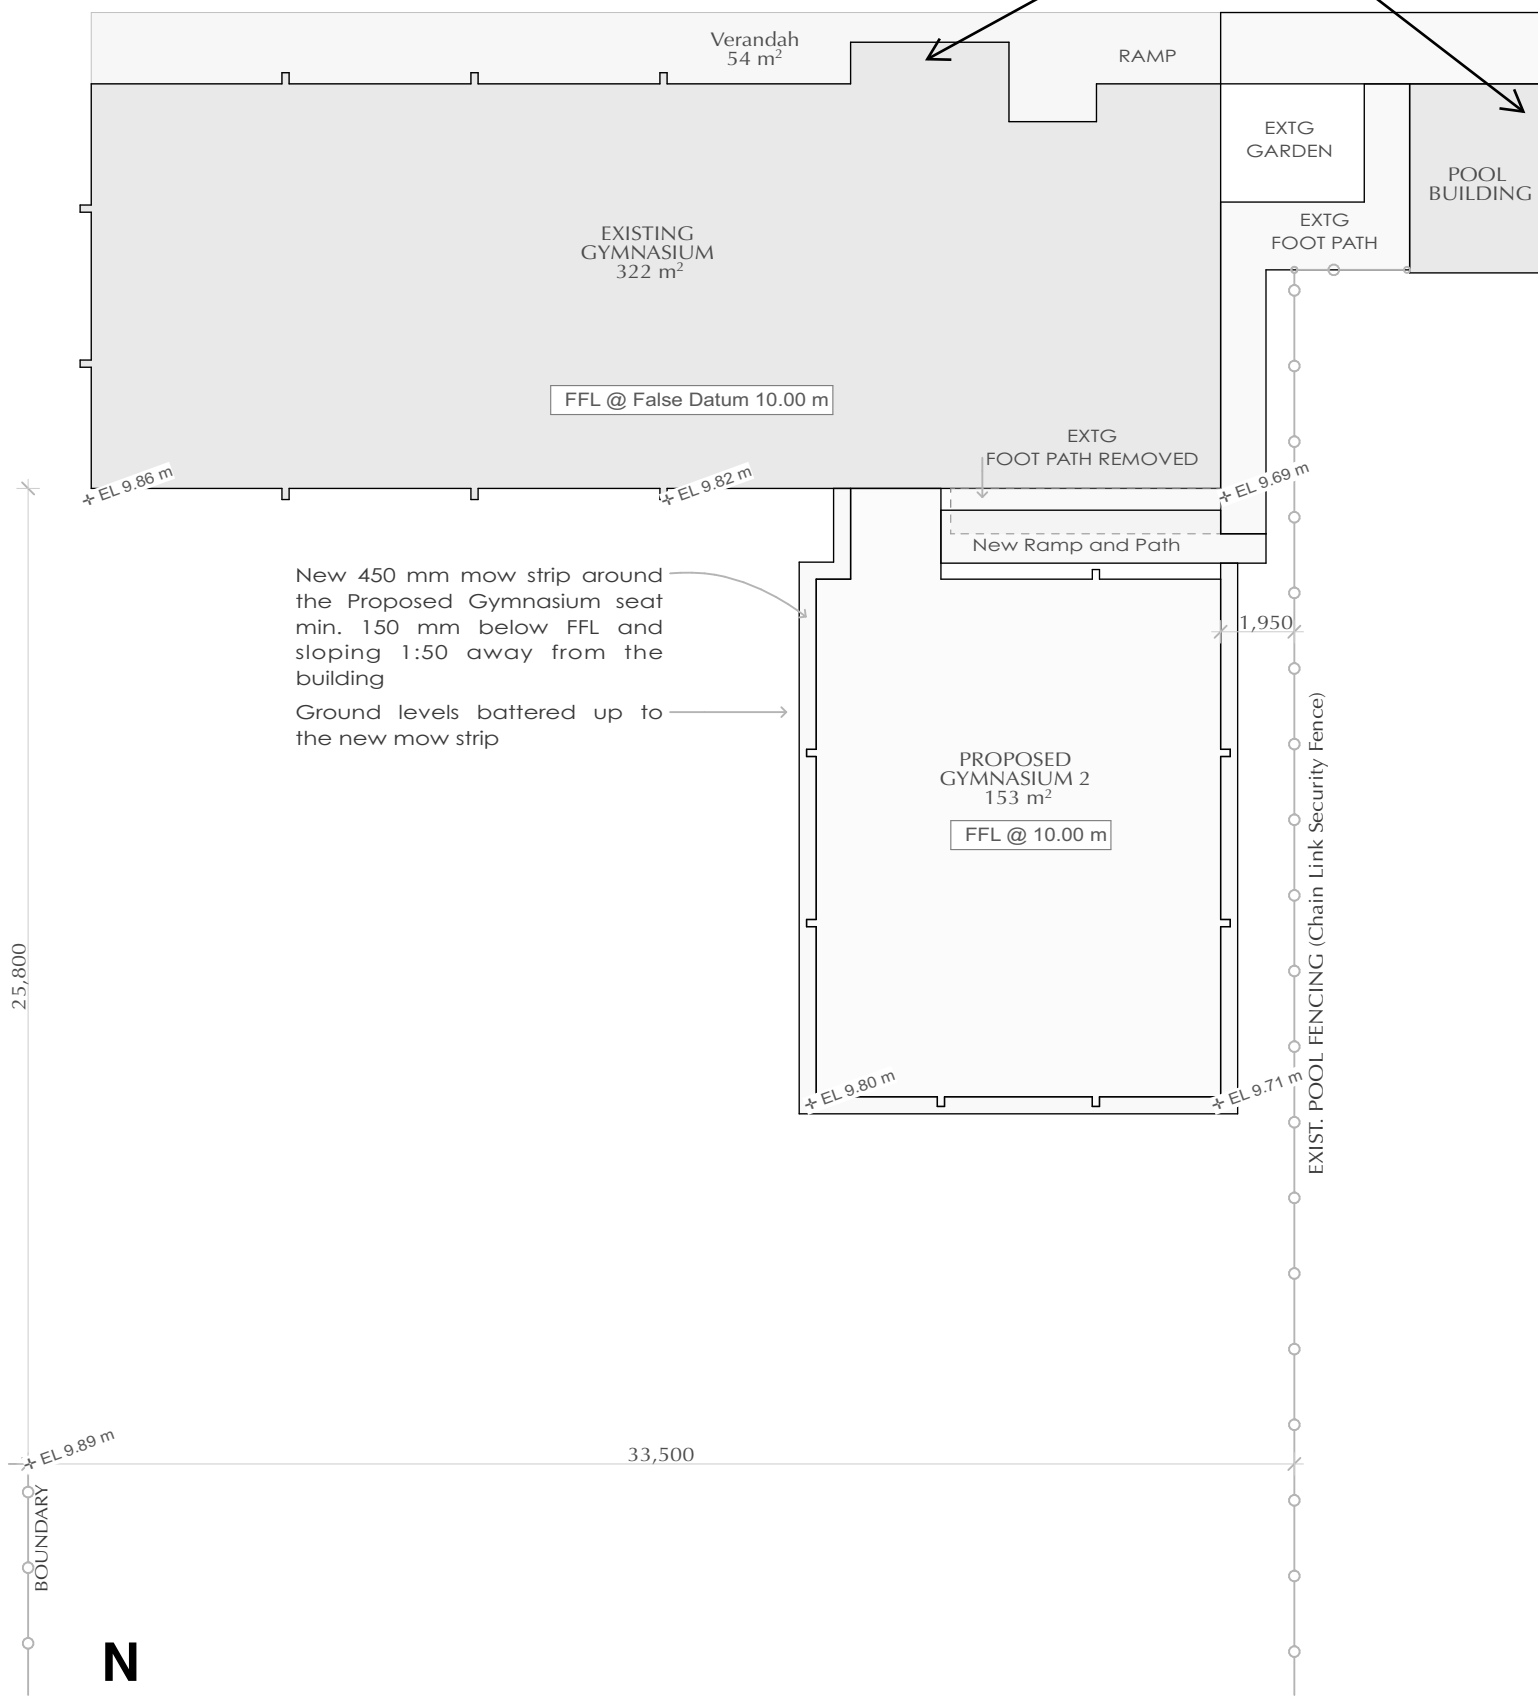 Verandah
54 m²
RAMP
EXTG
GARDEN
POOL
BUILDING
EXTG
FOOT PATH
EXISTING
GYMNASIUM
322 m²
FFL @ False Datum 10.00 m
EXTG
FOOT PATH REMOVED
EL 9.86 m
EL 9.82 m
EL 9.69 m
New Ramp and Path
New 450 mm mow strip around
the Proposed Gymnasium seat
min. 150 mm below FFL and
sloping 1:50 away from the
building
Ground levels battered up to
the new mow strip
1,950
PROPOSED
GYMNASIUM 2
153 m²
FFL @ 10.00 m
EXIST. POOL FENCING (Chain Link Security Fence)
25,800
EL 9.80 m
EL 9.71 m
EL 9.89 m
33,500
BOUNDARY
N